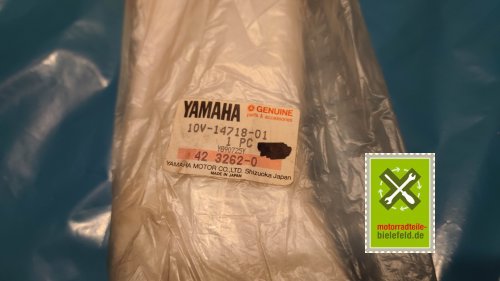 YAMAHA
GENUINE
parts & accessories
10V-14718-01
1 PC
Y890725Y
42 3262-0
YAMAHA MOTOR CO.,LTD. Shizuoka Japan
MADE IN JAPAN
motorradteile-
bielefeld.de